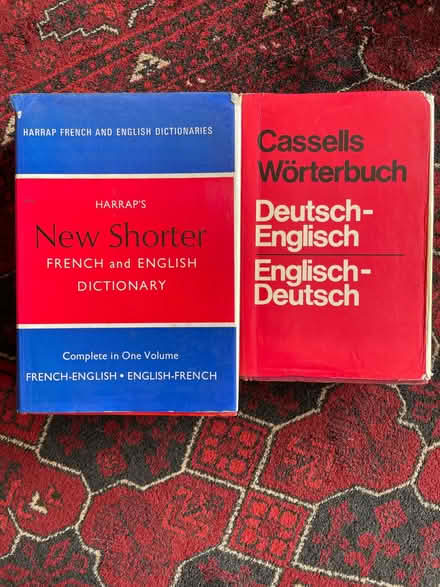 HARRAP FRENCH AND ENGLISH DICTIONARIES
HARRAP'S
New Shorter
FRENCH and ENGLISH
DICTIONARY
Complete in One Volume
FRENCH-ENGLISH • ENGLISH-FRENCH
Cassells
Wörterbuch
Deutsch-
Englisch
Englisch-
Deutsch